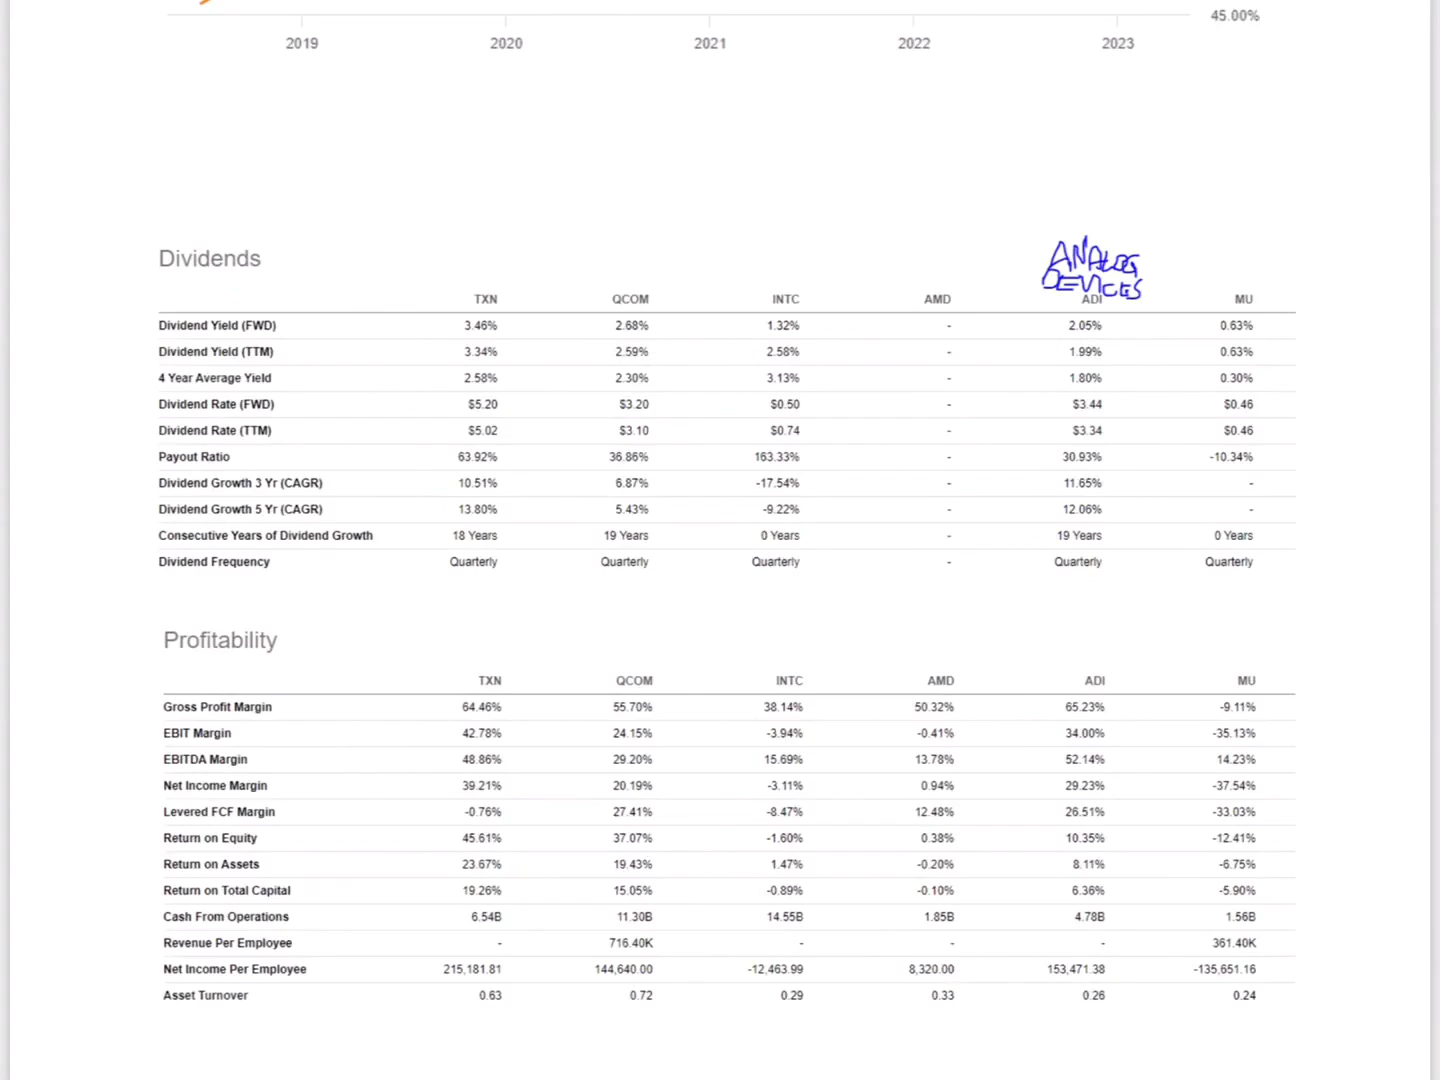 45.00%
2019 2020 2021 2022 2023
Dividends
ANALOG
DEVICES
TXN QCOM INTC AMD ADI MU
Dividend Yield (FWD) 3.46% 2.68% 1.32% - 2.05% 0.63%
Dividend Yield (TTM) 3.34% 2.59% 2.58% - 1.99% 0.63%
4 Year Average Yield 2.58% 2.30% 3.13% - 1.80% 0.30%
Dividend Rate (FWD) $5.20 $3.20 $0.50 - $3.44 $0.46
Dividend Rate (TTM) $5.02 $3.10 $0.74 - $3.34 $0.46
Payout Ratio 63.92% 36.86% 163.33% - 30.93% -10.34%
Dividend Growth 3 Yr (CAGR) 10.51% 6.87% -17.54% - 11.65% -
Dividend Growth 5 Yr (CAGR) 13.80% 5.43% -9.22% - 12.06% -
Consecutive Years of Dividend Growth 18 Years 19 Years 0 Years - 19 Years 0 Years
Dividend Frequency Quarterly Quarterly Quarterly - Quarterly Quarterly
Profitability
TXN QCOM INTC AMD ADI MU
Gross Profit Margin 64.46% 55.70% 38.14% 50.32% 65.23% -9.11%
EBIT Margin 42.78% 24.15% -3.94% -0.41% 34.00% -35.13%
EBITDA Margin 48.86% 29.20% 15.69% 13.78% 52.14% 14.23%
Net Income Margin 39.21% 20.19% -3.11% 0.94% 29.23% -37.54%
Levered FCF Margin -0.76% 27.41% -8.47% 12.48% 26.51% -33.03%
Return on Equity 45.61% 37.07% -1.60% 0.38% 10.35% -12.41%
Return on Assets 23.67% 19.43% 1.47% -0.20% 8.11% -6.75%
Return on Total Capital 19.26% 15.05% -0.89% -0.10% 6.36% -5.90%
Cash From Operations 6.54B 11.30B 14.55B 1.85B 4.78B 1.56B
Revenue Per Employee - 716.40K - - - 361.40K
Net Income Per Employee 215,181.81 144,640.00 -12,463.99 8,320.00 153,471.38 -135,651.16
Asset Turnover 0.63 0.72 0.29 0.33 0.26 0.24